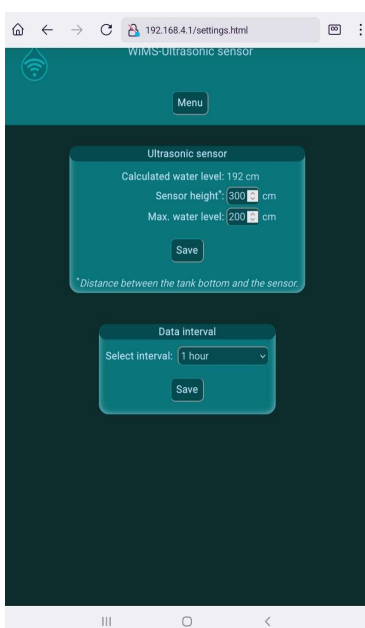 192.168.4.1/settings.html
WIMS-Ultrasonic sensor
Menu
Ultrasonic sensor
Calculated water level: 192 cm
Sensor height*: 300 cm
Max. water level: 200 cm
Save
*Distance between the tank bottom and the sensor.
Data interval
Select interval: 1 hour
Save